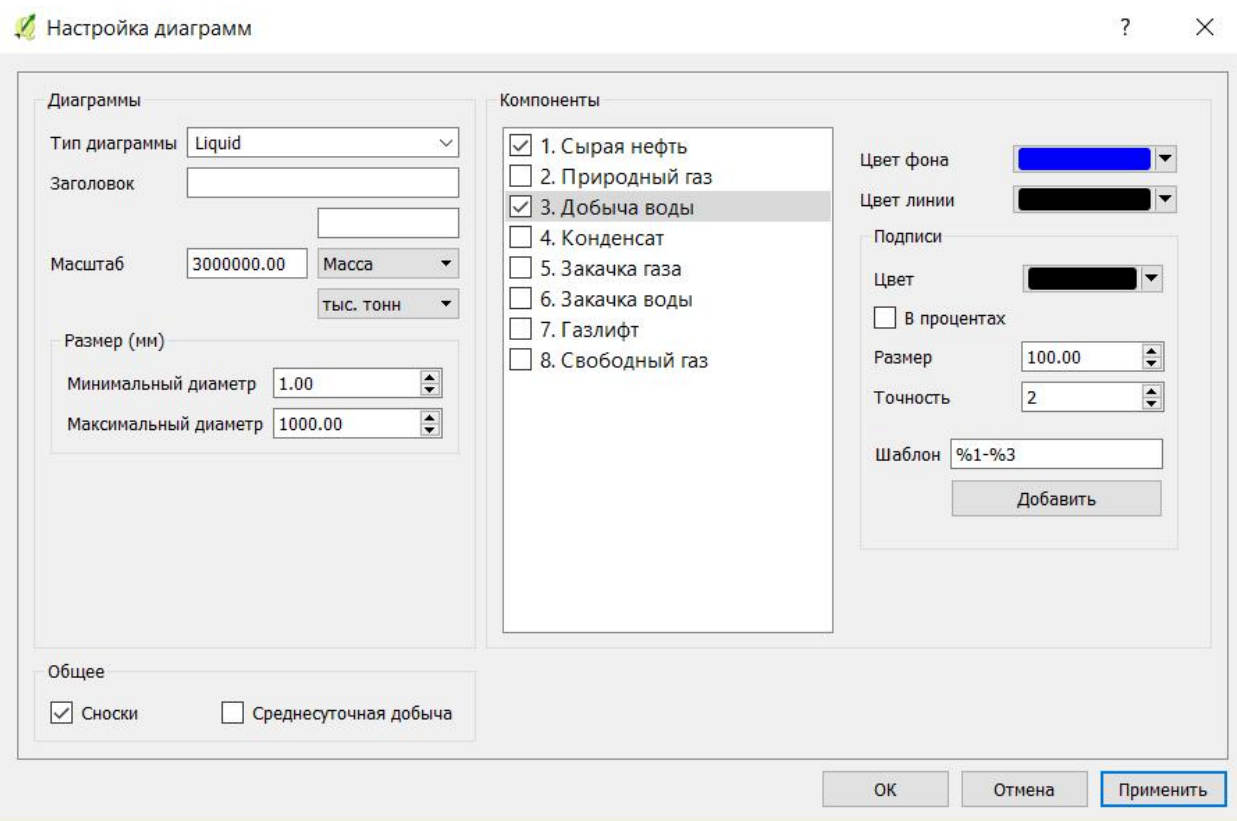 Настройка диаграмм
?
Диаграммы
Тип диаграммы Liquid
Заголовок
Масштаб 3000000.00 Масса
тыс. тонн
Размер (мм)
Минимальный диаметр 1.00
Максимальный диаметр 1000.00
Компоненты
1. Сырая нефть
2. Природный газ
3. Добыча воды
4. Конденсат
5. Закачка газа
6. Закачка воды
7. Газлифт
8. Свободный газ
Цвет фона
Цвет линии
Подписи
Цвет
В процентах
Размер 100.00
Точность 2
Шаблон %1-%3
Добавить
Общее
Сноски Среднесуточная добыча
ОК Отмена Применить